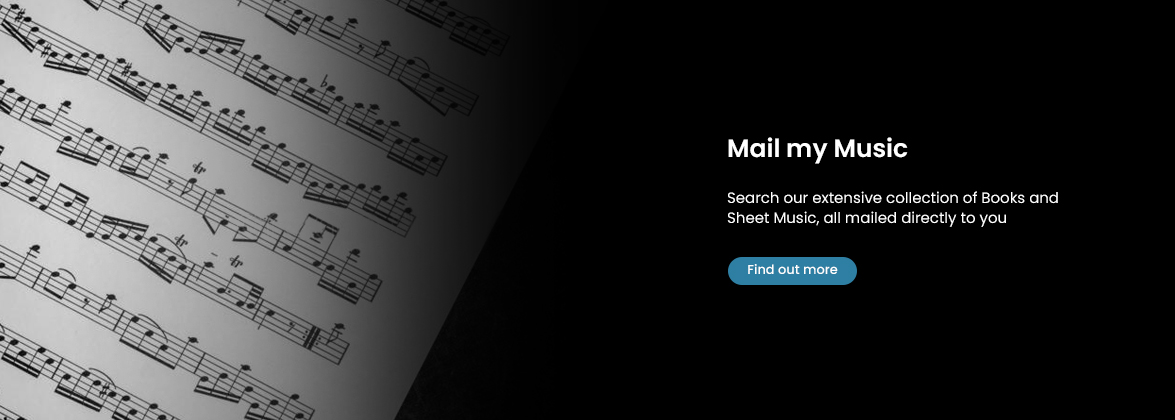 Mail my Music
Search our extensive collection of Books and
Sheet Music, all mailed directly to you
Find out more